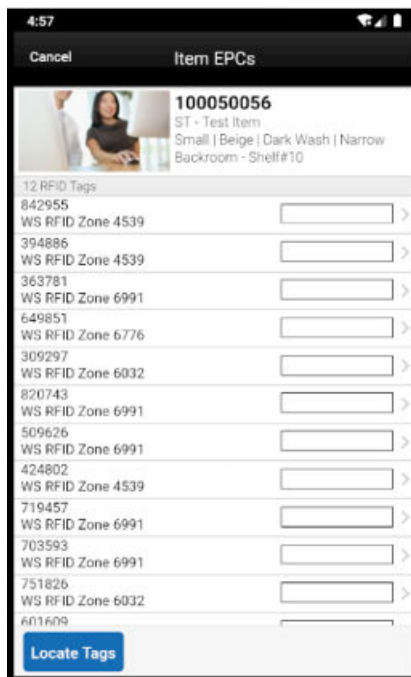 4:57
Cancel
Item EPCs
100050056
ST - Test Item
Small | Beige | Dark Wash | Narrow
Backroom - Shelf#10
12 RFID Tags
842955
WS RFID Zone 4539
394886
WS RFID Zone 4539
363781
WS RFID Zone 6991
649851
WS RFID Zone 6776
309297
WS RFID Zone 6032
820743
WS RFID Zone 6991
509626
WS RFID Zone 6991
424802
WS RFID Zone 4539
719457
WS RFID Zone 6991
703593
WS RFID Zone 6991
751826
WS RFID Zone 6032
601609
Locate Tags